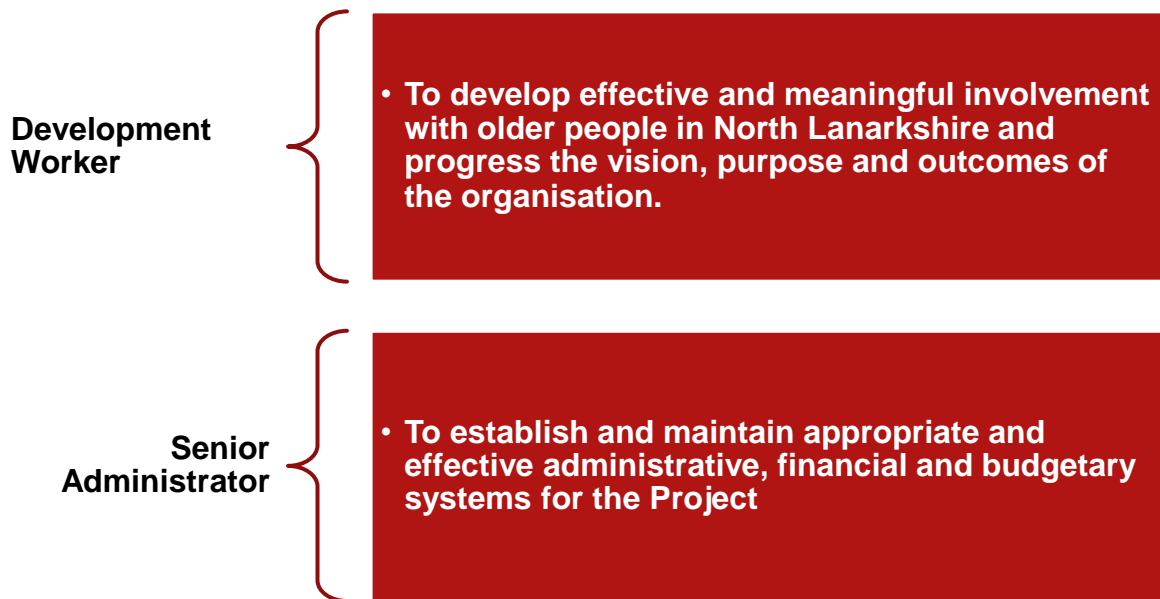 Development
Worker
• To develop effective and meaningful involvement
with older people in North Lanarkshire and
progress the vision, purpose and outcomes of
the organisation.
Senior
Administrator
• To establish and maintain appropriate and
effective administrative, financial and budgetary
systems for the Project